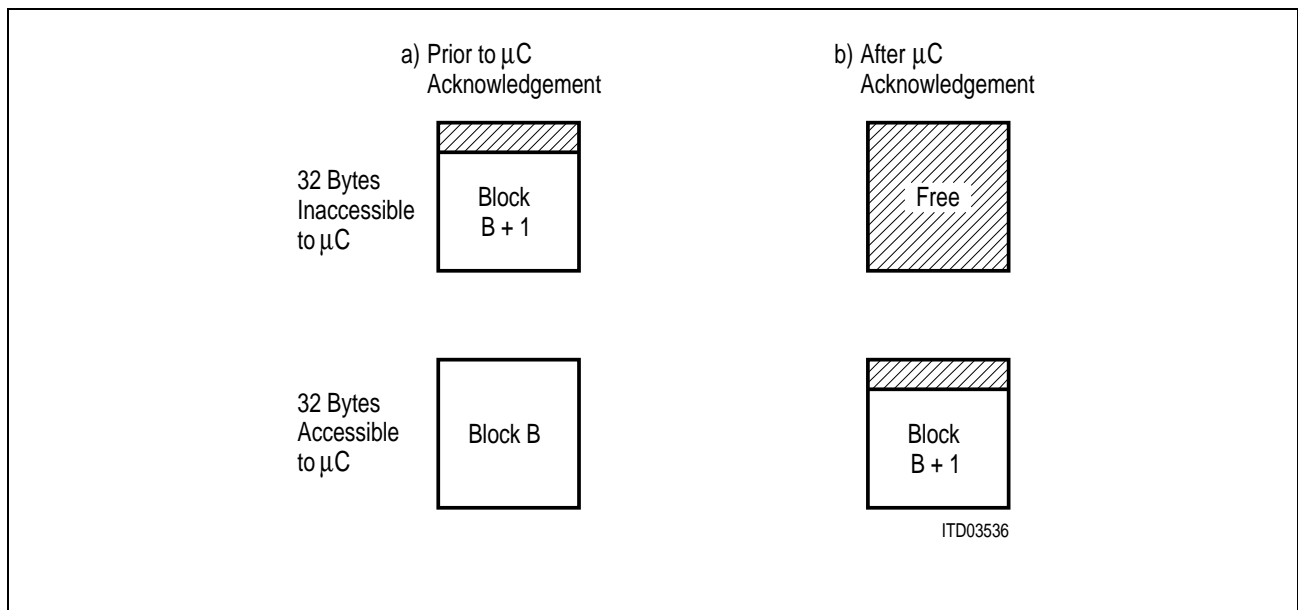 a) Prior to μC
Acknowledgement
b) After μC
Acknowledgement
32 Bytes
Inaccessible
to μC
Block
B + 1
Free
32 Bytes
Accessible
to μC
Block B
Block
B + 1
ITD03536